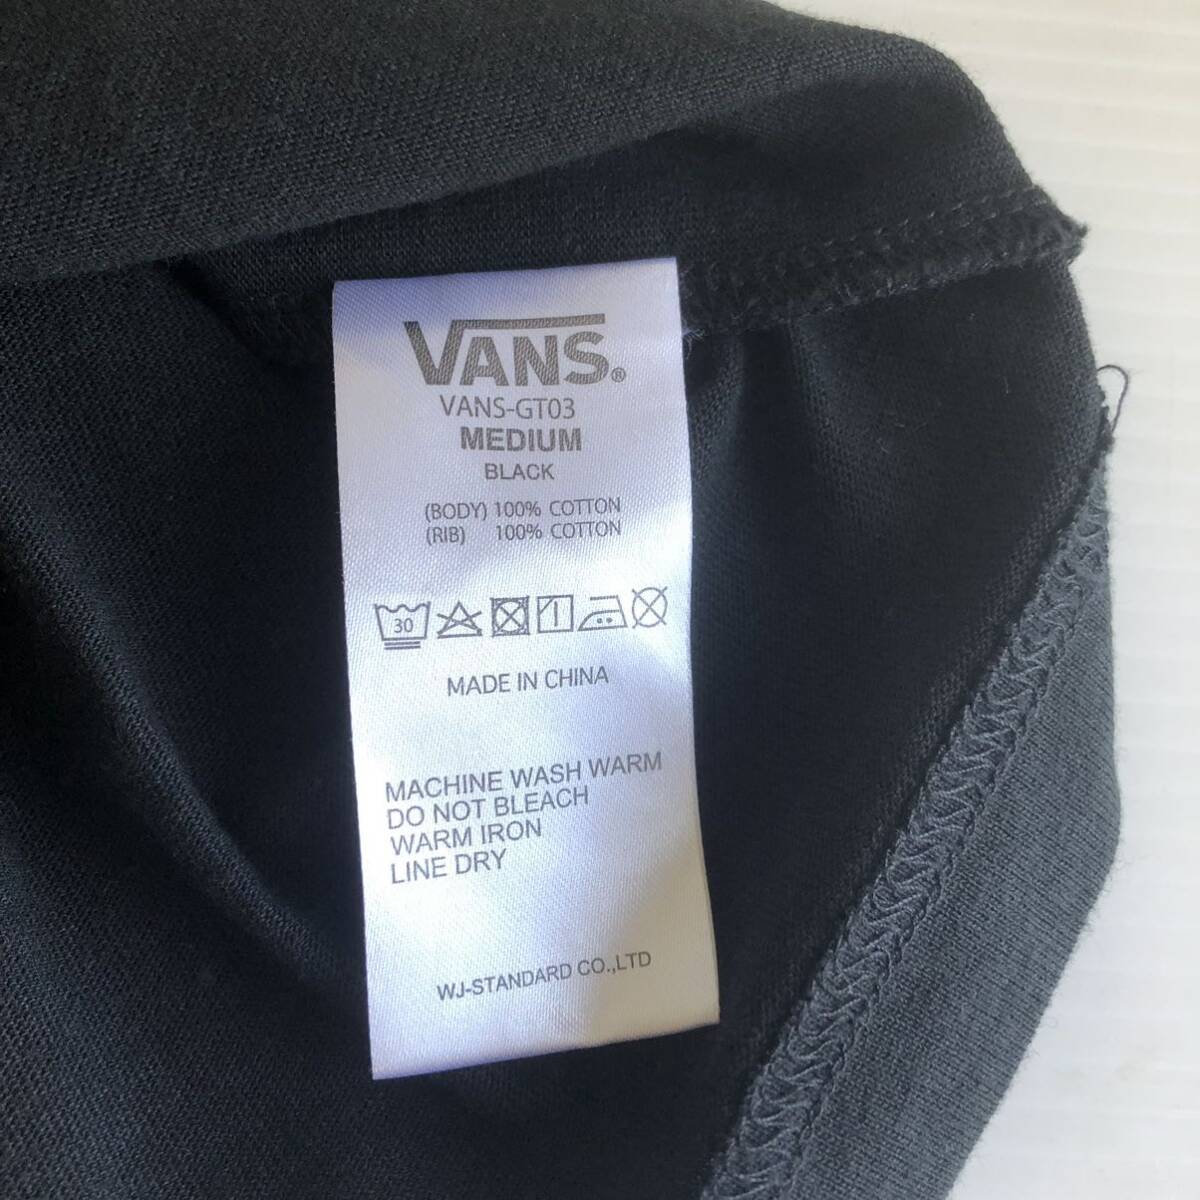 VANS®
VANS-GT03
MEDIUM
BLACK
(BODY) 100% COTTON
(RIB) 100% COTTON
30
MADE IN CHINA
MACHINE WASH WARM
DO NOT BLEACH
WARM IRON
LINE DRY
WJ-STANDARD CO.,LTD